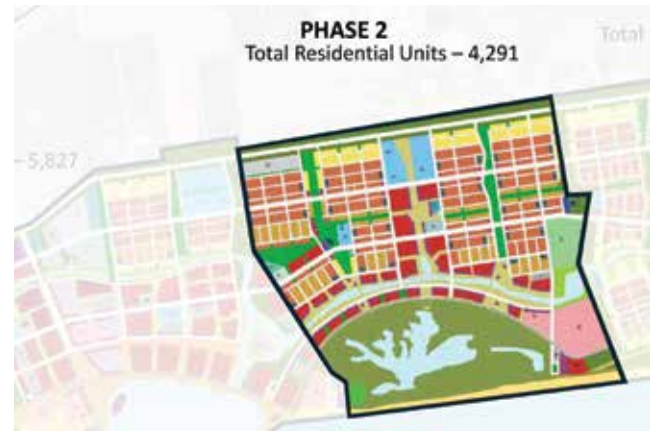 PHASE 2
Total Residential Units – 4,291
Total
– 5,827